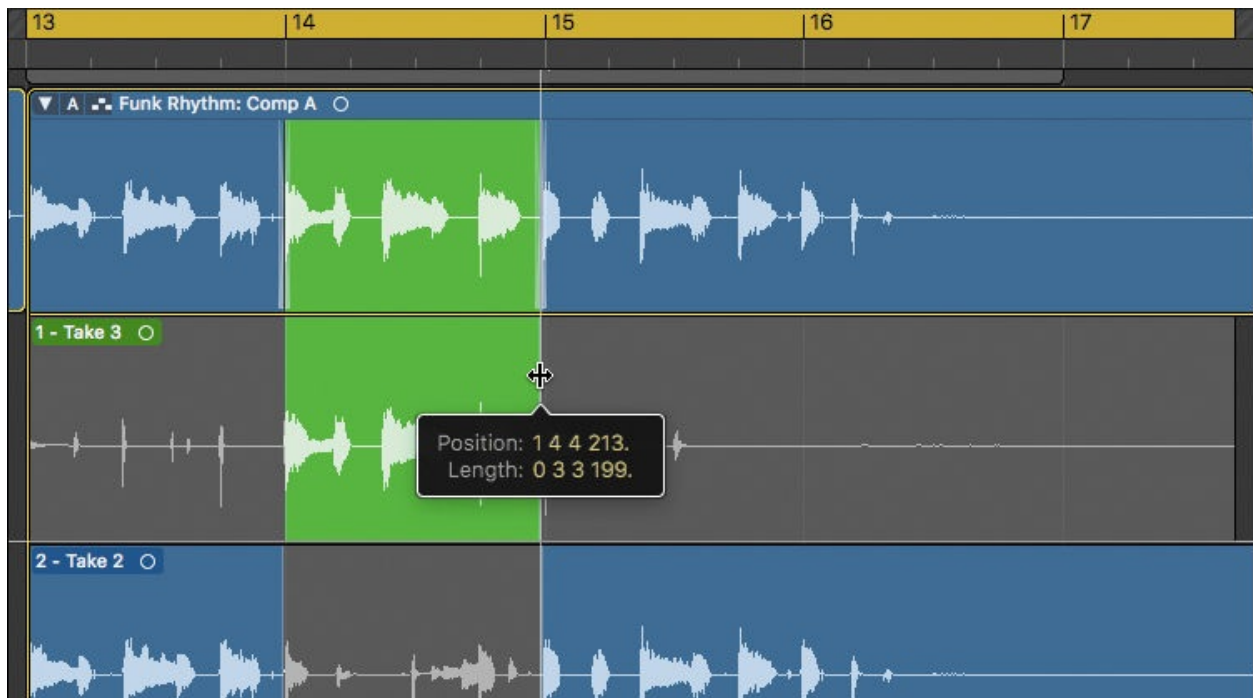 13 14 15 16 17
A Funk Rhythm: Comp A
1 - Take 3
Position: 1 4 4 213.
Length: 0 3 3 199.
2 - Take 2